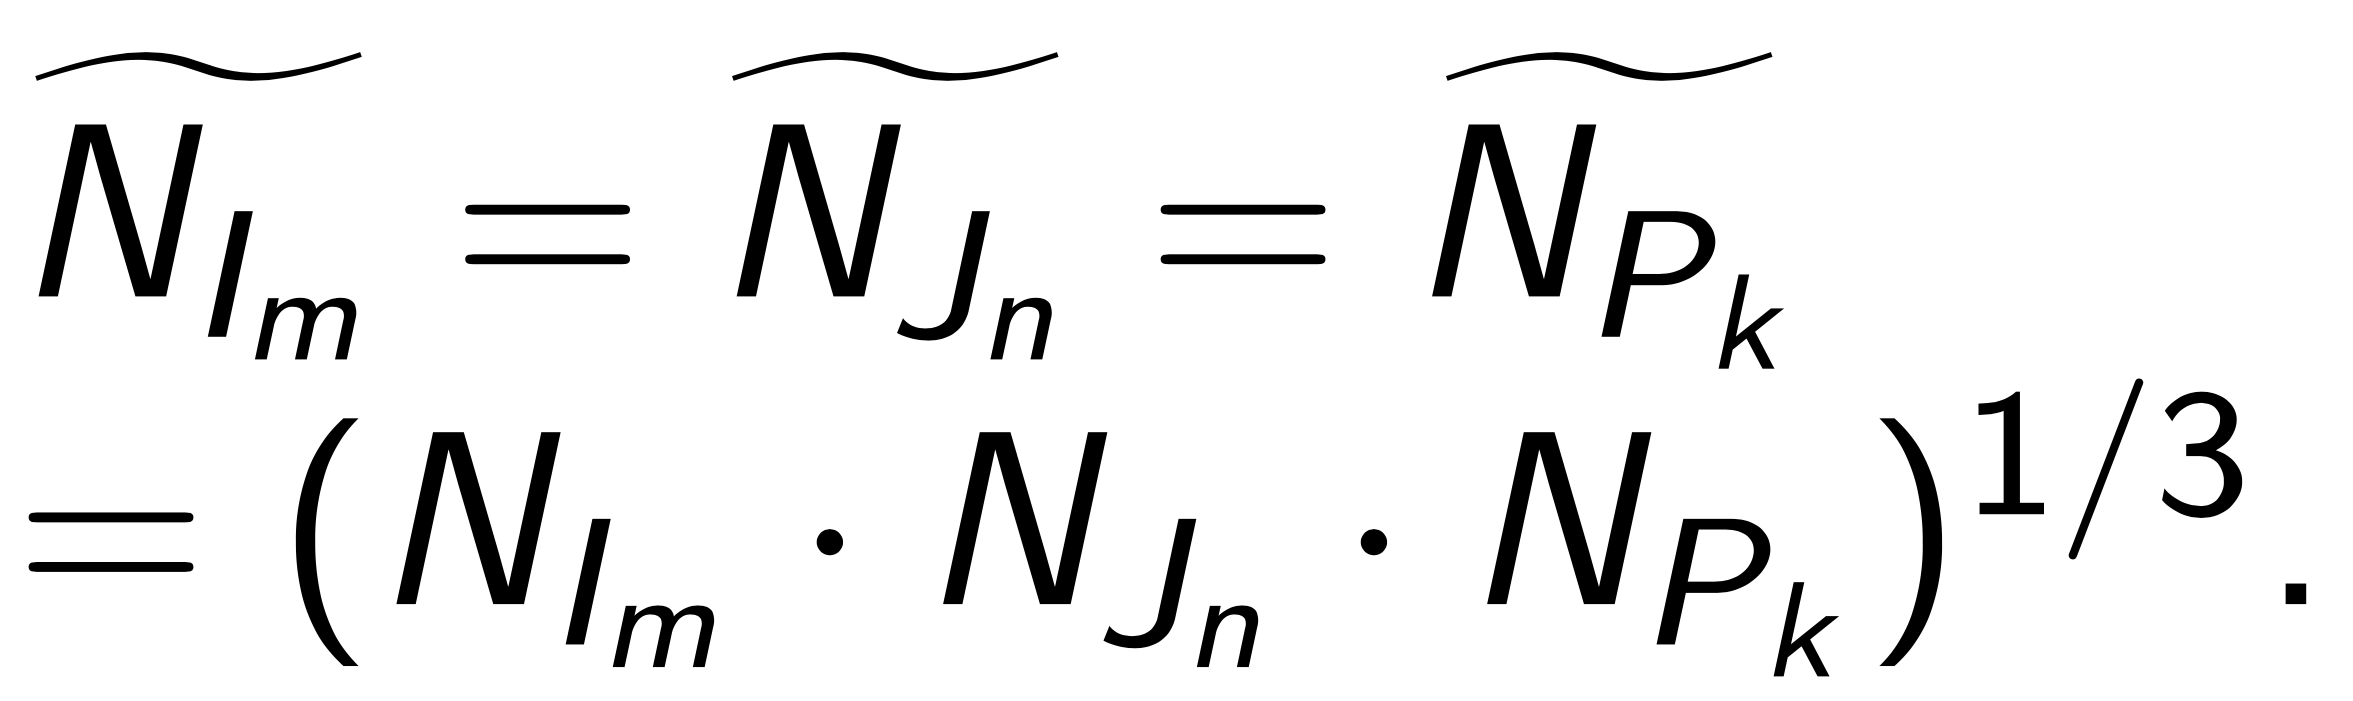 $\widetilde{N_{I_m}} = \widetilde{N_{J_n}} = \widetilde{N_{P_k}}$
$= (N_{I_m} \cdot N_{J_n} \cdot N_{P_k})^{1/3}.$